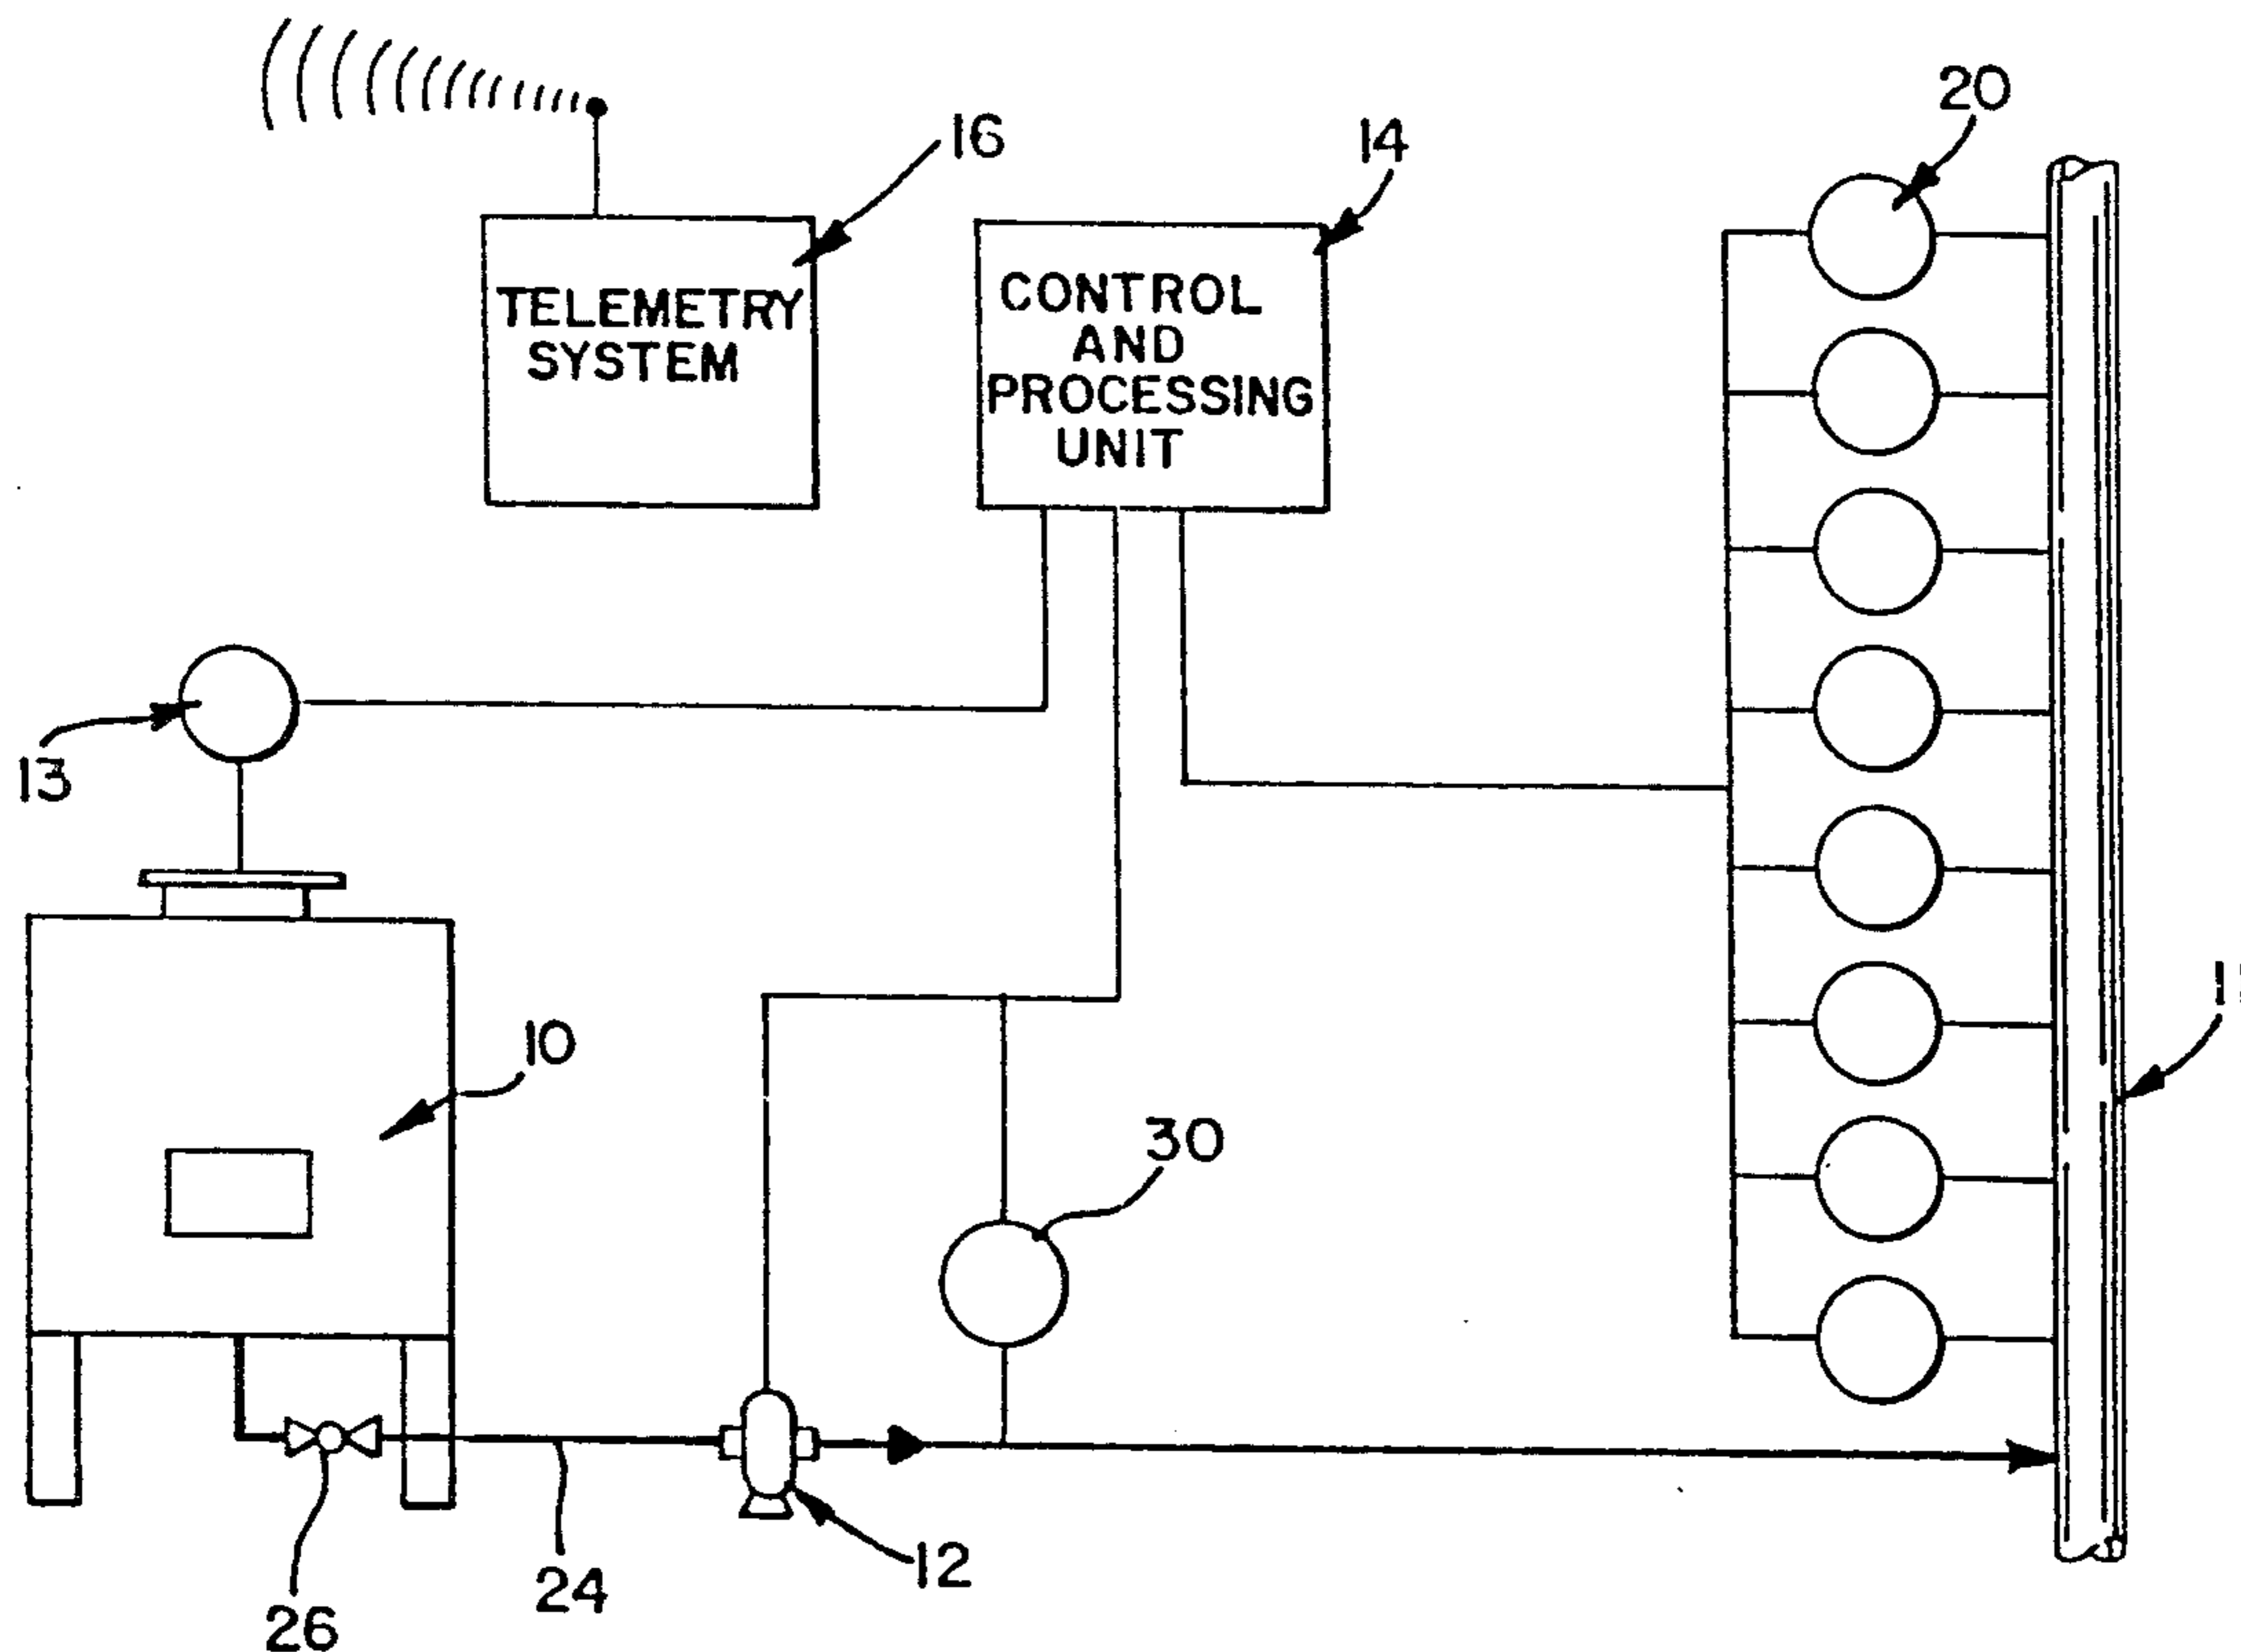 20
16
14
TELEMETRY
SYSTEM
CONTROL
AND
PROCESSING
UNIT
13
10
30
12
24
26